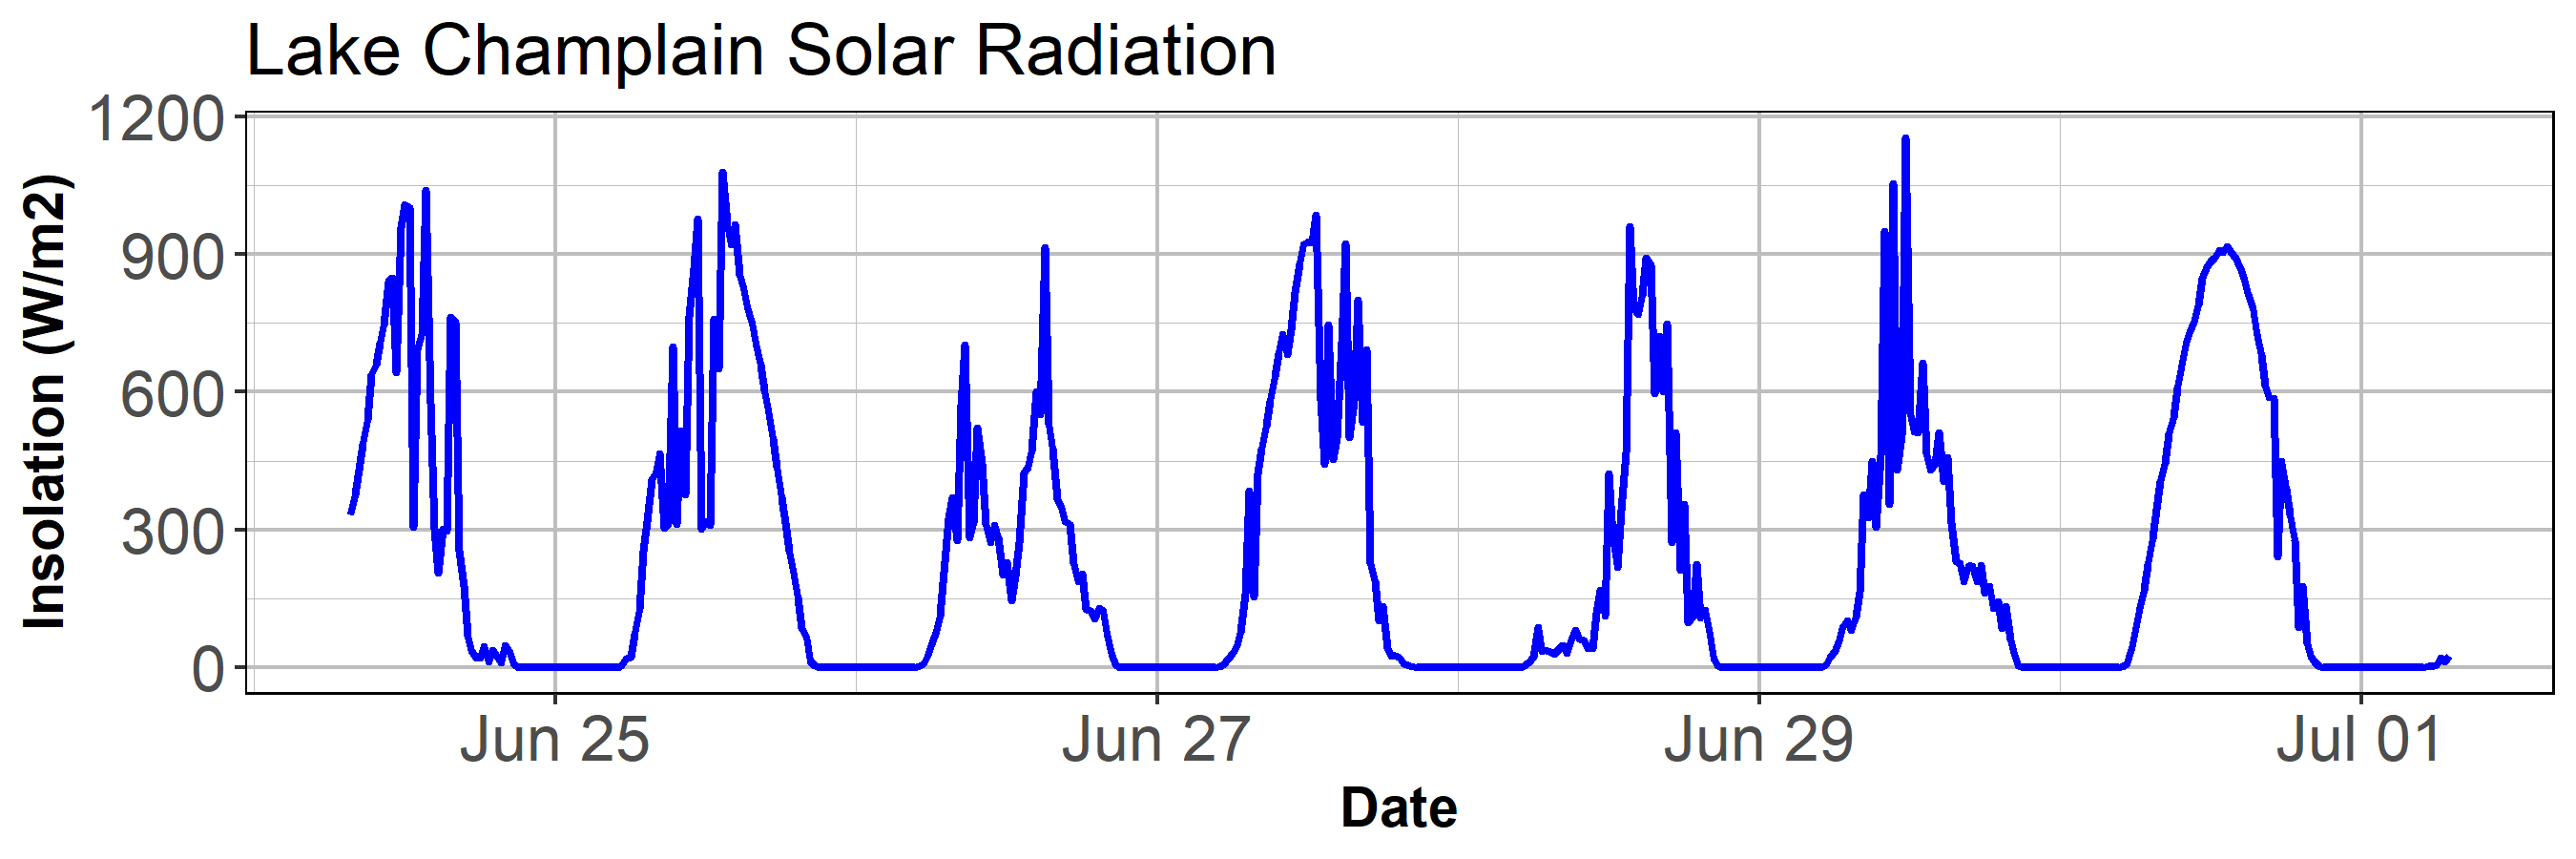 Lake Champlain Solar Radiation
1200
900
600
300
0
Insolation (W/m2)
Jun 25 Jun 27 Jun 29 Jul 01
Date